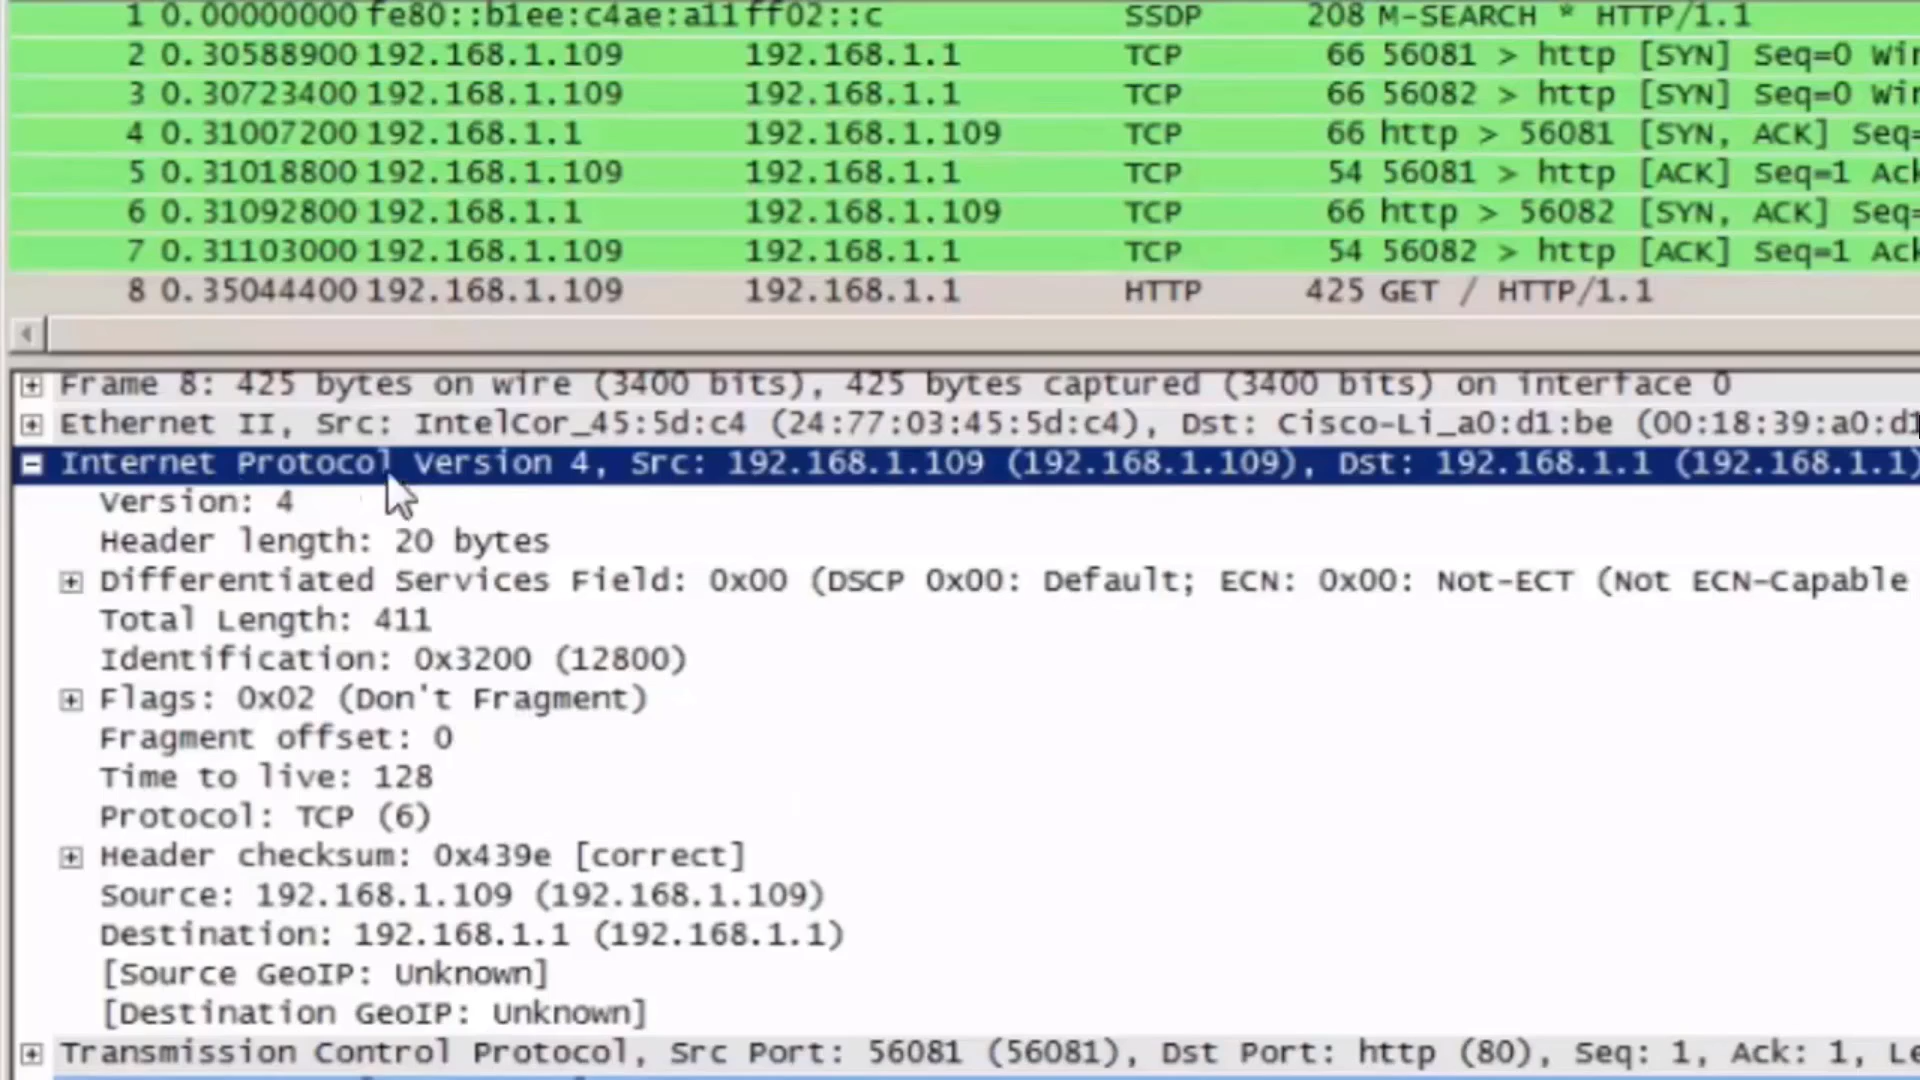 1 0.00000000 fe80::b1ee:c4ae:a11 ff02::c SSDP 208 M-SEARCH * HTTP/1.1
2 0.30588900 192.168.1.109 192.168.1.1 TCP 66 56081 > http [SYN] Seq=0 Win
3 0.30723400 192.168.1.109 192.168.1.1 TCP 66 56082 > http [SYN] Seq=0 Win
4 0.31007200 192.168.1.1 192.168.1.109 TCP 66 http > 56081 [SYN, ACK] Seq=
5 0.31018800 192.168.1.109 192.168.1.1 TCP 54 56081 > http [ACK] Seq=1 Ack
6 0.31092800 192.168.1.1 192.168.1.109 TCP 66 http > 56082 [SYN, ACK] Seq=
7 0.31103000 192.168.1.109 192.168.1.1 TCP 54 56082 > http [ACK] Seq=1 Ack
8 0.35044400 192.168.1.109 192.168.1.1 HTTP 425 GET / HTTP/1.1
Frame 8: 425 bytes on wire (3400 bits), 425 bytes captured (3400 bits) on interface 0
Ethernet II, Src: IntelCor_45:5d:c4 (24:77:03:45:5d:c4), Dst: Cisco-Li_a0:d1:be (00:18:39:a0:d1
Internet Protocol Version 4, Src: 192.168.1.109 (192.168.1.109), Dst: 192.168.1.1 (192.168.1.1)
Version: 4
Header length: 20 bytes
Differentiated Services Field: 0x00 (DSCP 0x00: Default; ECN: 0x00: Not-ECT (Not ECN-Capable
Total Length: 411
Identification: 0x3200 (12800)
Flags: 0x02 (Don't Fragment)
Fragment offset: 0
Time to live: 128
Protocol: TCP (6)
Header checksum: 0x439e [correct]
Source: 192.168.1.109 (192.168.1.109)
Destination: 192.168.1.1 (192.168.1.1)
[Source GeoIP: Unknown]
[Destination GeoIP: Unknown]
Transmission Control Protocol, Src Port: 56081 (56081), Dst Port: http (80), Seq: 1, Ack: 1, Le